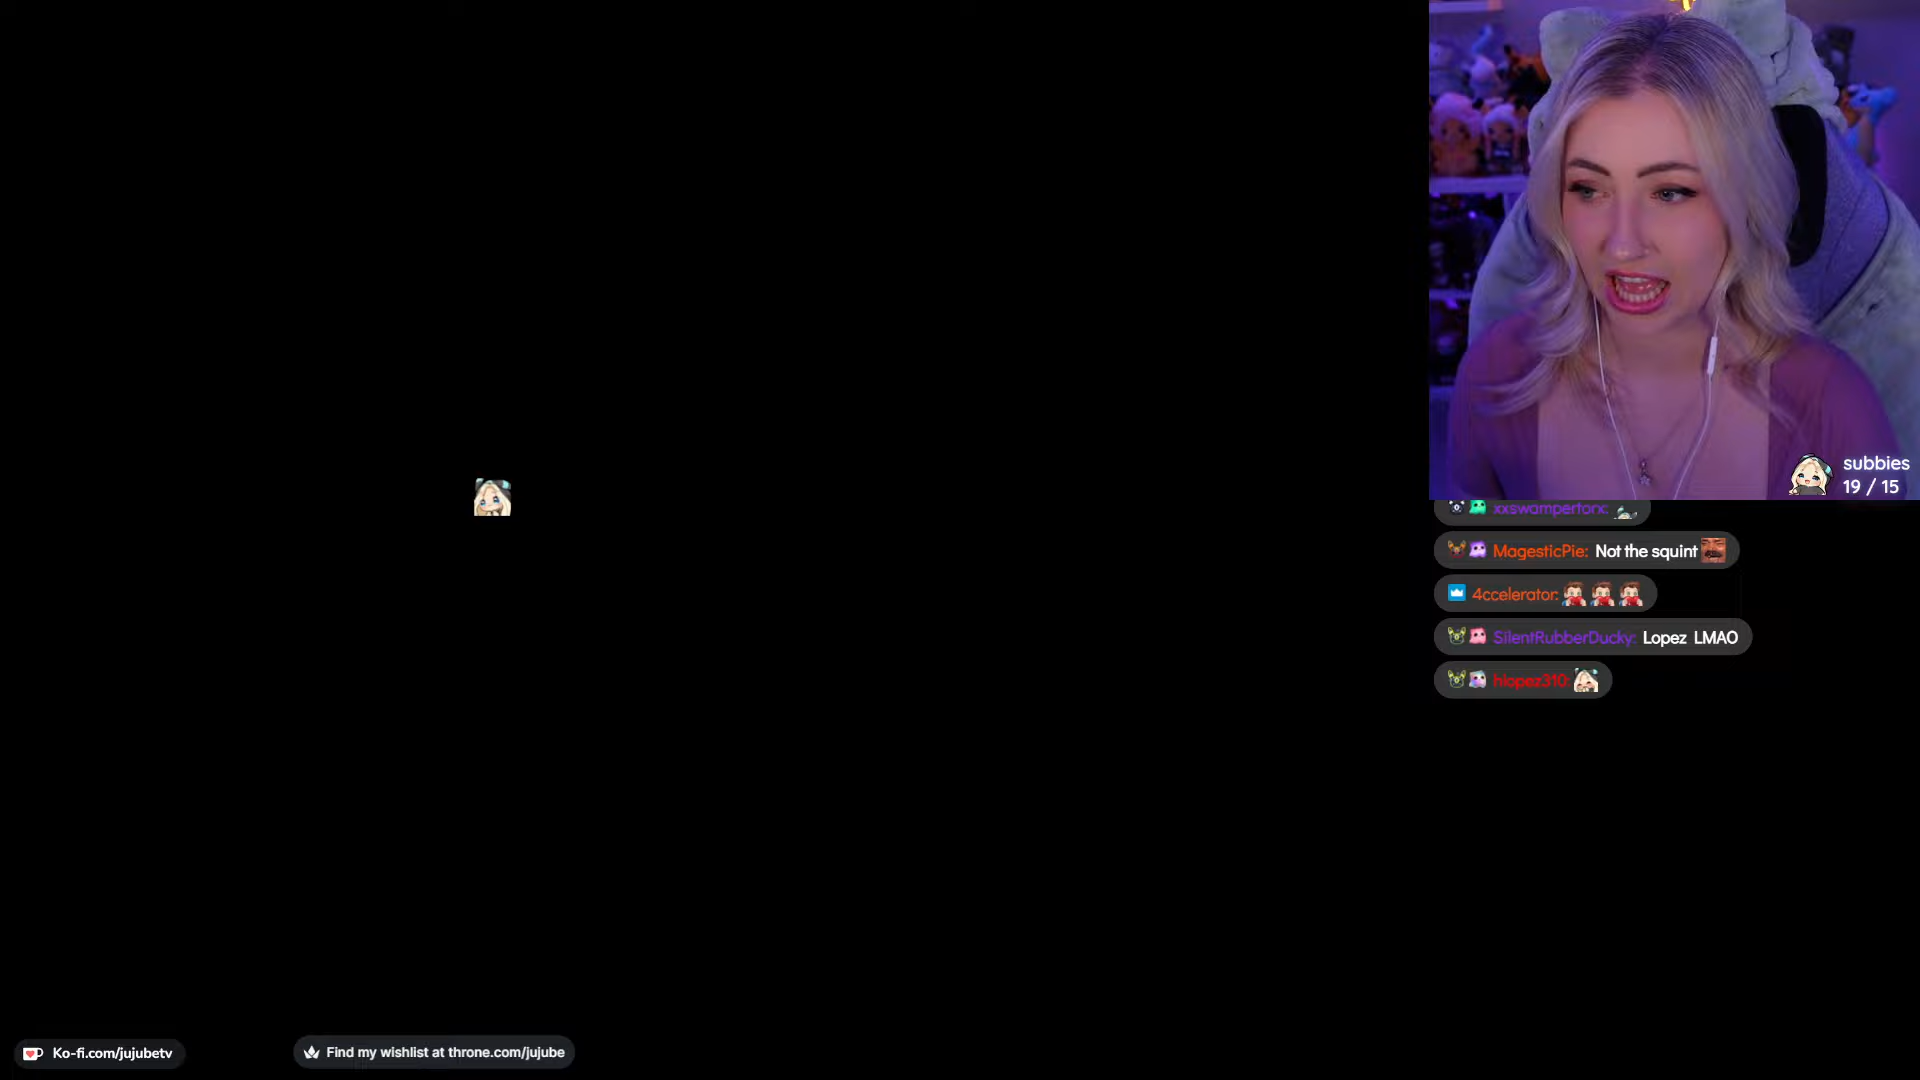 subbies
19 / 15
xxswampertorx:
MagesticPie: Not the squint
4ccelerator:
SilentRubberDucky: Lopez LMAO
hlopez310:
Ko-fi.com/jujubetv
Find my wishlist at throne.com/jujube